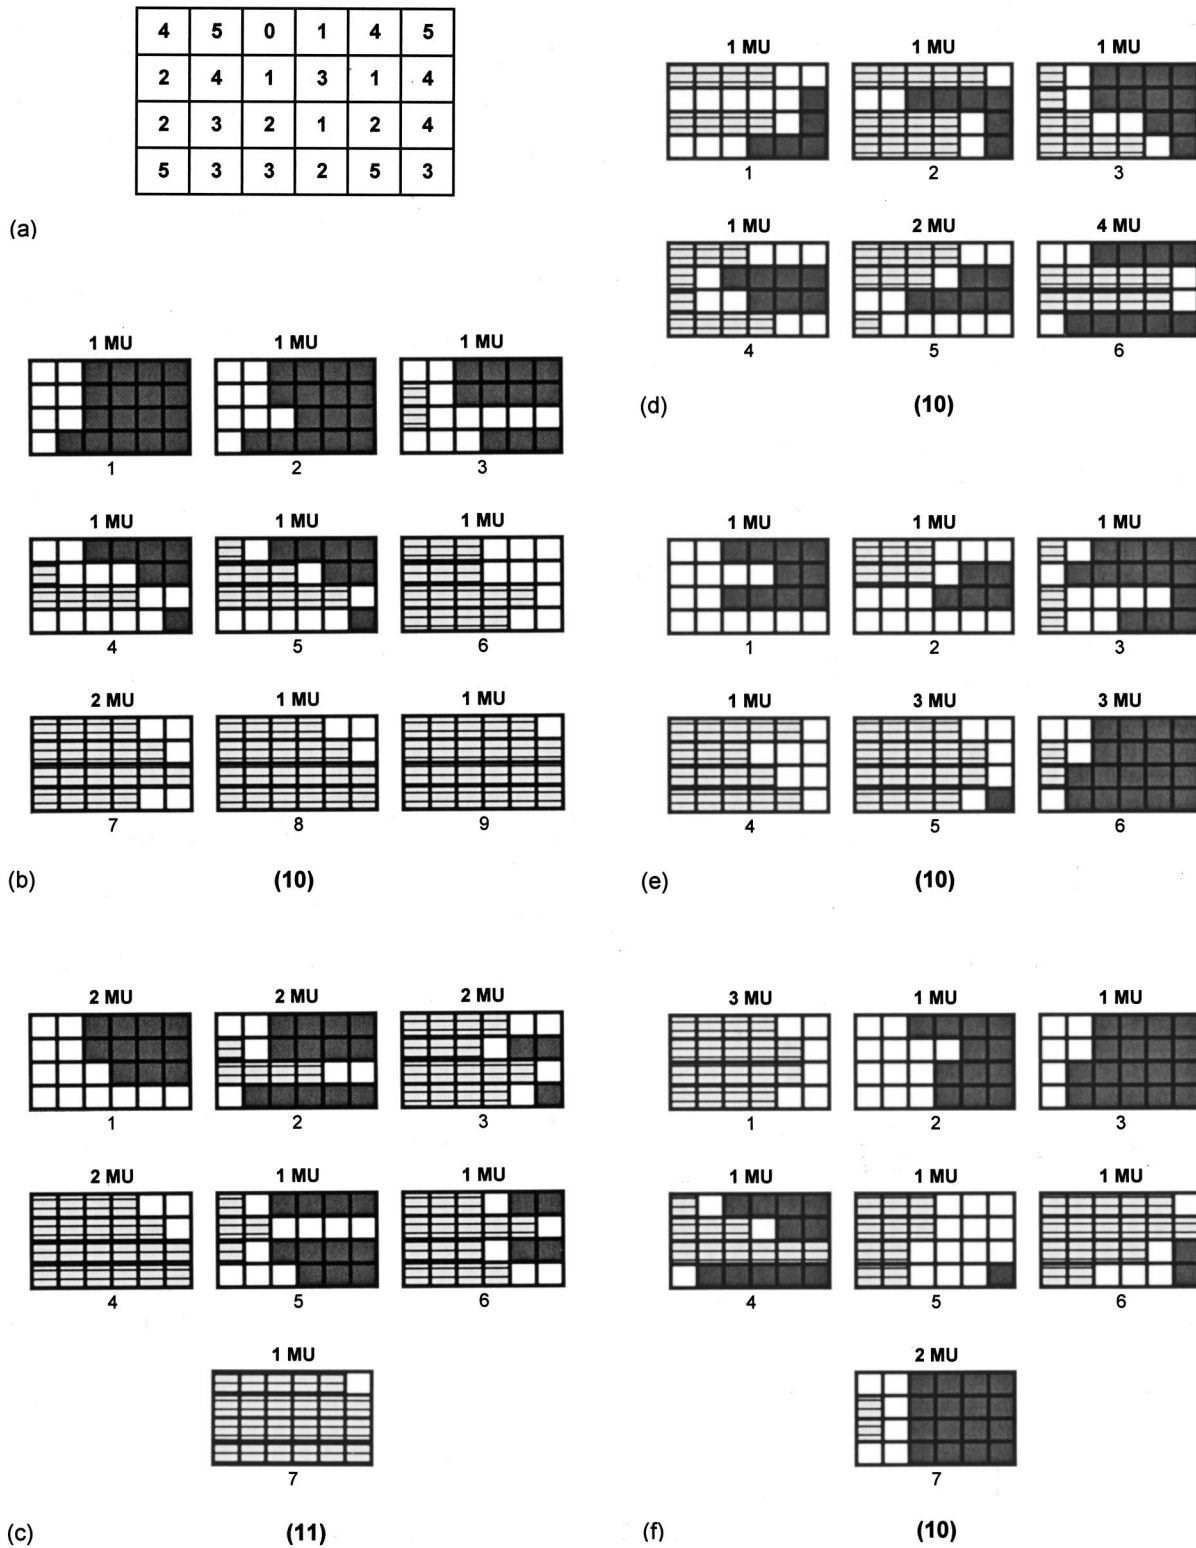 4 5 0 1 4 5
2 4 1 3 1 4
2 3 2 1 2 4
5 3 3 2 5 3
(a)
1 MU 1 MU 1 MU
1 2 3
1 MU 1 MU 1 MU
4 5 6
2 MU 1 MU 1 MU
7 8 9
(b) (10)
2 MU 2 MU 2 MU
1 2 3
2 MU 1 MU 1 MU
4 5 6
1 MU
7
(c) (11)
1 MU 1 MU 1 MU
1 2 3
1 MU 2 MU 4 MU
4 5 6
(d) (10)
1 MU 1 MU 1 MU
1 2 3
1 MU 3 MU 3 MU
4 5 6
(e) (10)
3 MU 1 MU 1 MU
1 2 3
1 MU 1 MU 1 MU
4 5 6
2 MU
7
(f) (10)